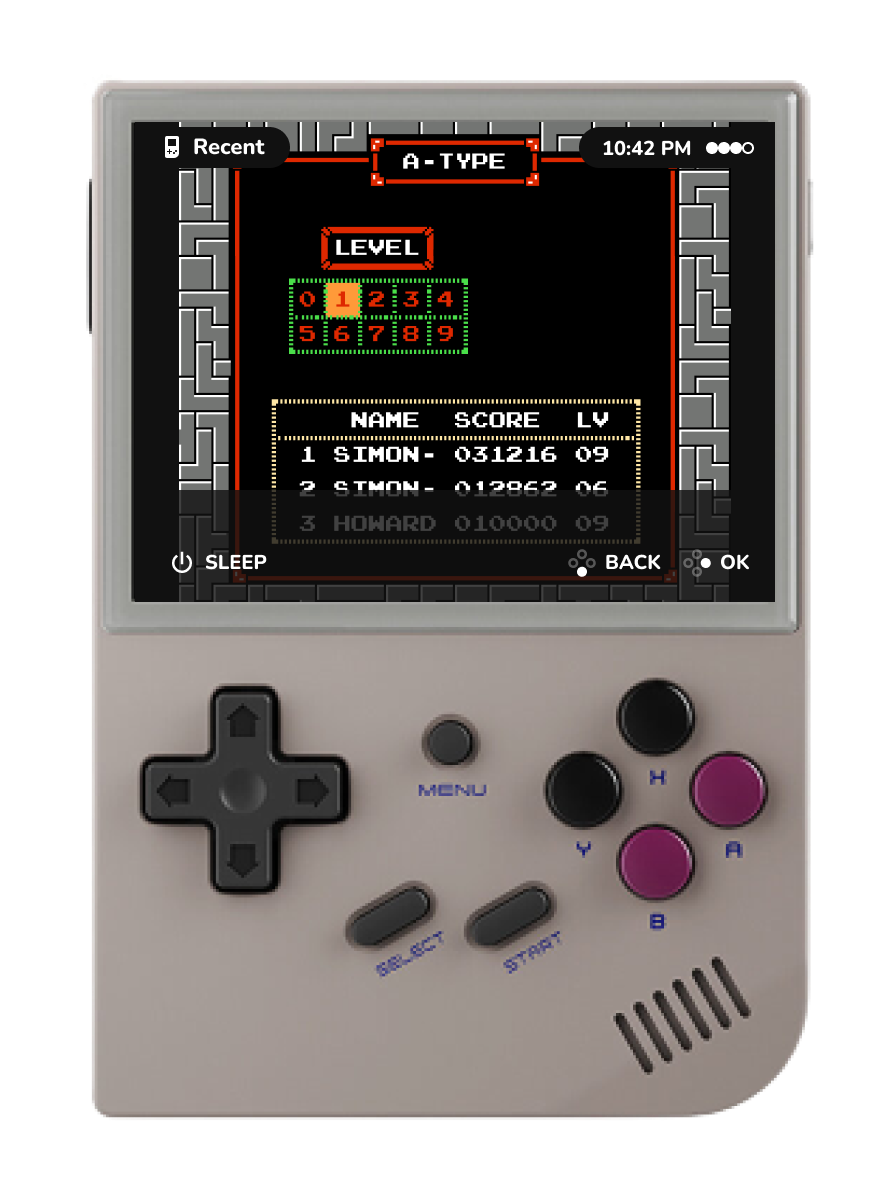 Recent
10:42 PM
A-TYPE
LEVEL
0 1 2 3 4
5 6 7 8 9
NAME SCORE LV
1 SIMON- 031216 09
2 SIMON- 012862 06
3 HOWARD 010000 09
SLEEP
BACK
OK
MENU
X
Y
A
B
SELECT
START